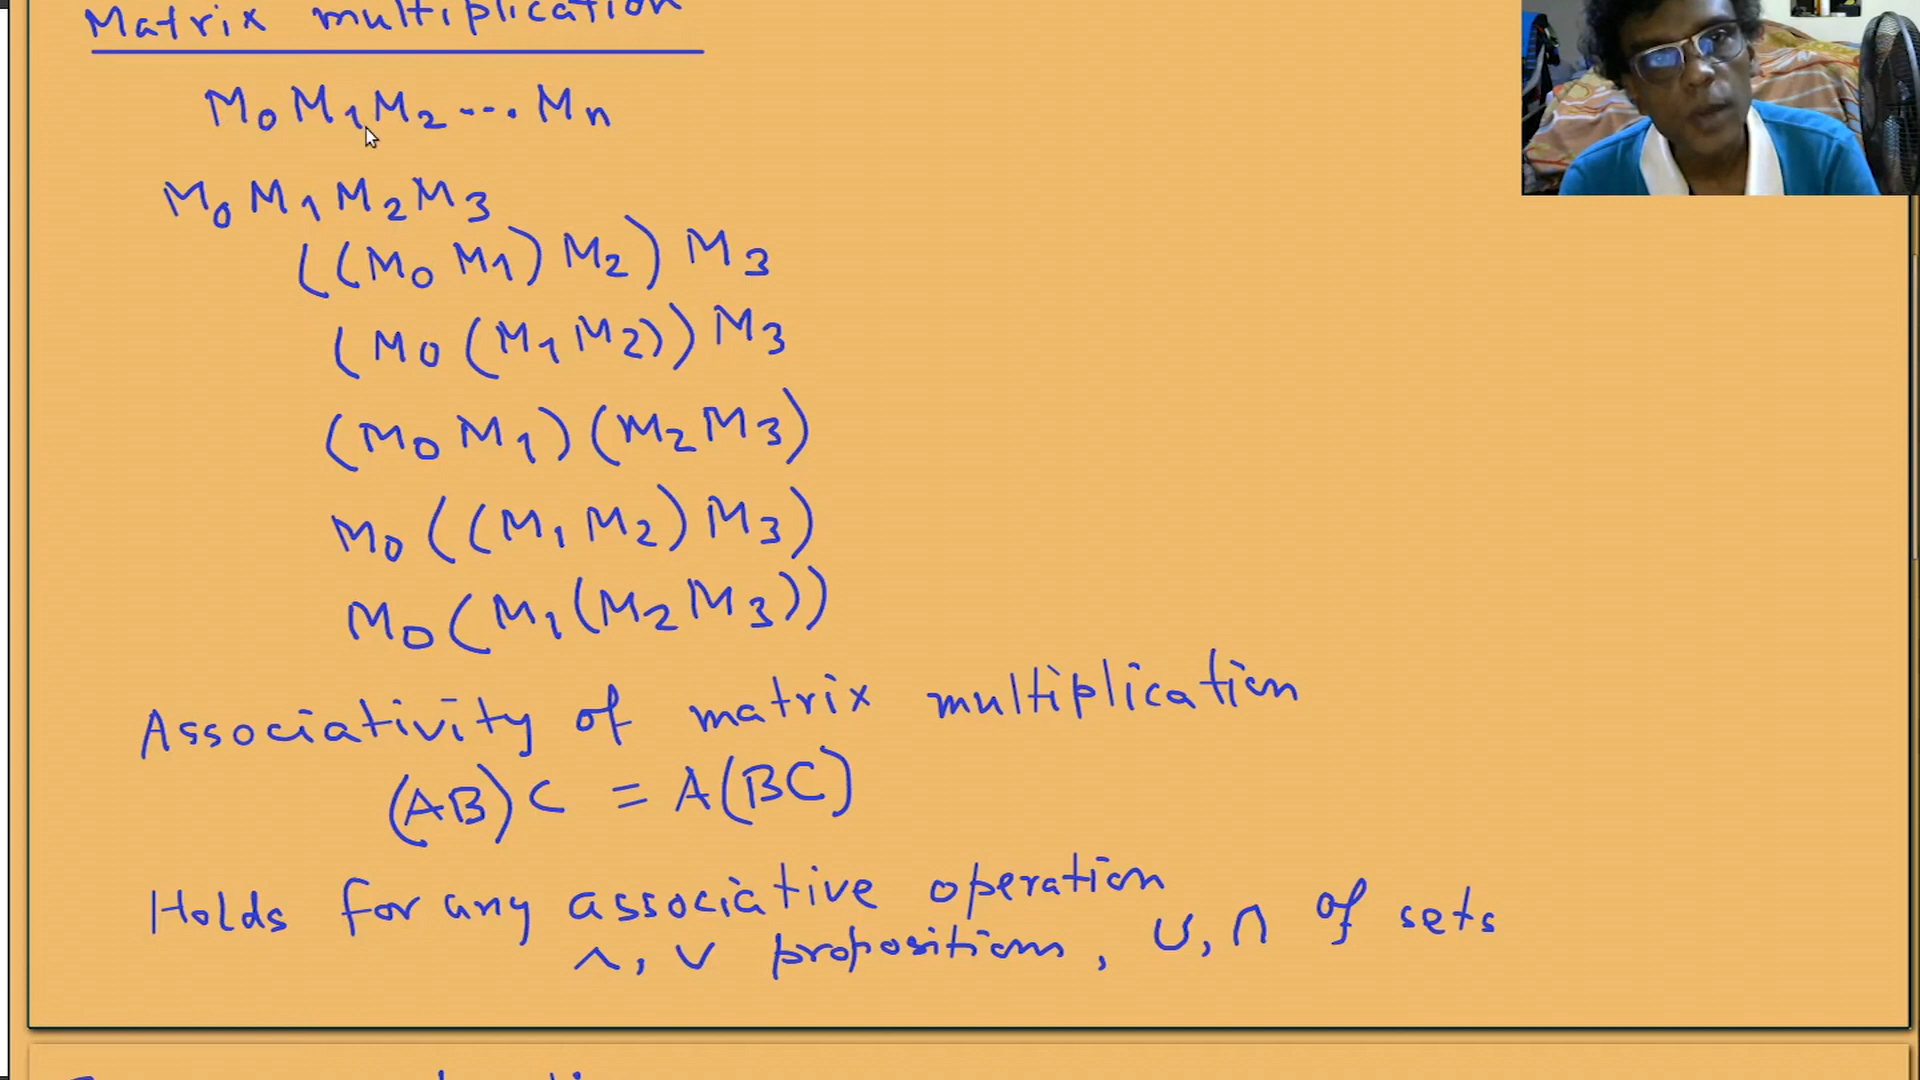 Matrix multiplication
M₀M₁M₂...Mₙ
M₀M₁M₂M₃
((M₀M₁)M₂)M₃
(M₀(M₁M₂))M₃
(M₀M₁)(M₂M₃)
M₀((M₁M₂)M₃)
M₀(M₁(M₂M₃))
Associativity of matrix multiplication
(AB)C = A(BC)
Holds for any associative operation
∧, ∨ propositions, ∪, ∩ of sets